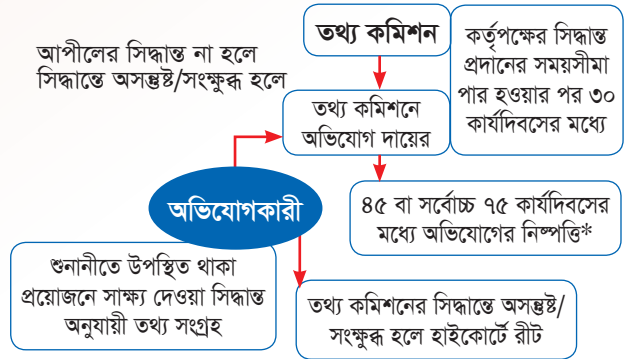 আপীলের সিদ্ধান্ত না হলে
সিদ্ধান্তে অসন্তুষ্ট/সংক্ষুব্ধ হলে
তথ্য কমিশন
কর্তৃপক্ষের সিদ্ধান্ত
প্রদানের সময়সীমা
পার হওয়ার পর ৩০
কার্যদিবসের মধ্যে
তথ্য কমিশনে
অভিযোগ দায়ের
অভিযোগকারী
৪৫ বা সর্বোচ্চ ৭৫ কার্যদিবসের
মধ্যে অভিযোগের নিষ্পত্তি*
শুনানীতে উপস্থিত থাকা
প্রয়োজনে সাক্ষ্য দেওয়া সিদ্ধান্ত
অনুযায়ী তথ্য সংগ্রহ
তথ্য কমিশনের সিদ্ধান্তে অসন্তুষ্ট/
সংক্ষুব্ধ হলে হাইকোর্টে রীট